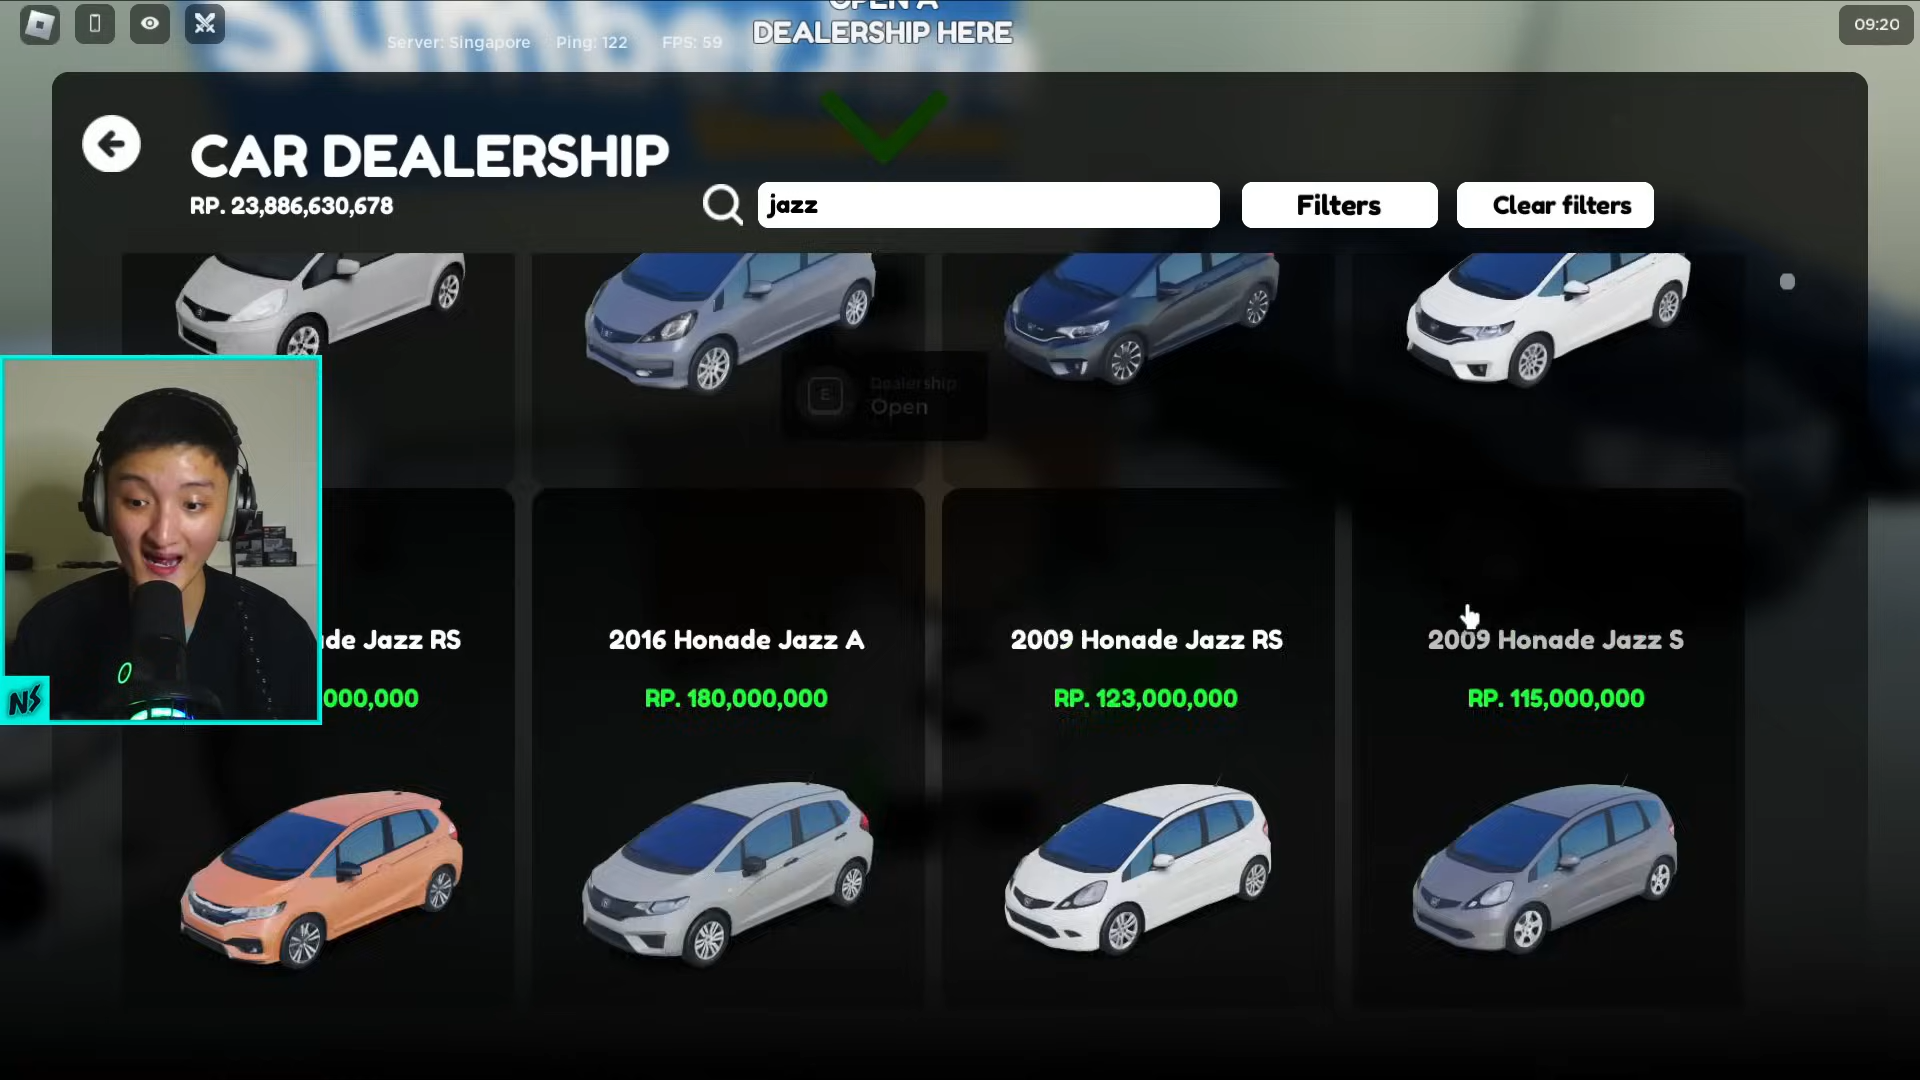 OPEN A
DEALERSHIP HERE
Server: Singapore Ping: 122 FPS: 59
09:20
CAR DEALERSHIP
RP. 23,886,630,678
jazz
Filters
Clear filters
E
Dealership
Open
de Jazz RS
000,000
2016 Honade Jazz A
RP. 180,000,000
2009 Honade Jazz RS
RP. 123,000,000
2009 Honade Jazz S
RP. 115,000,000
NS